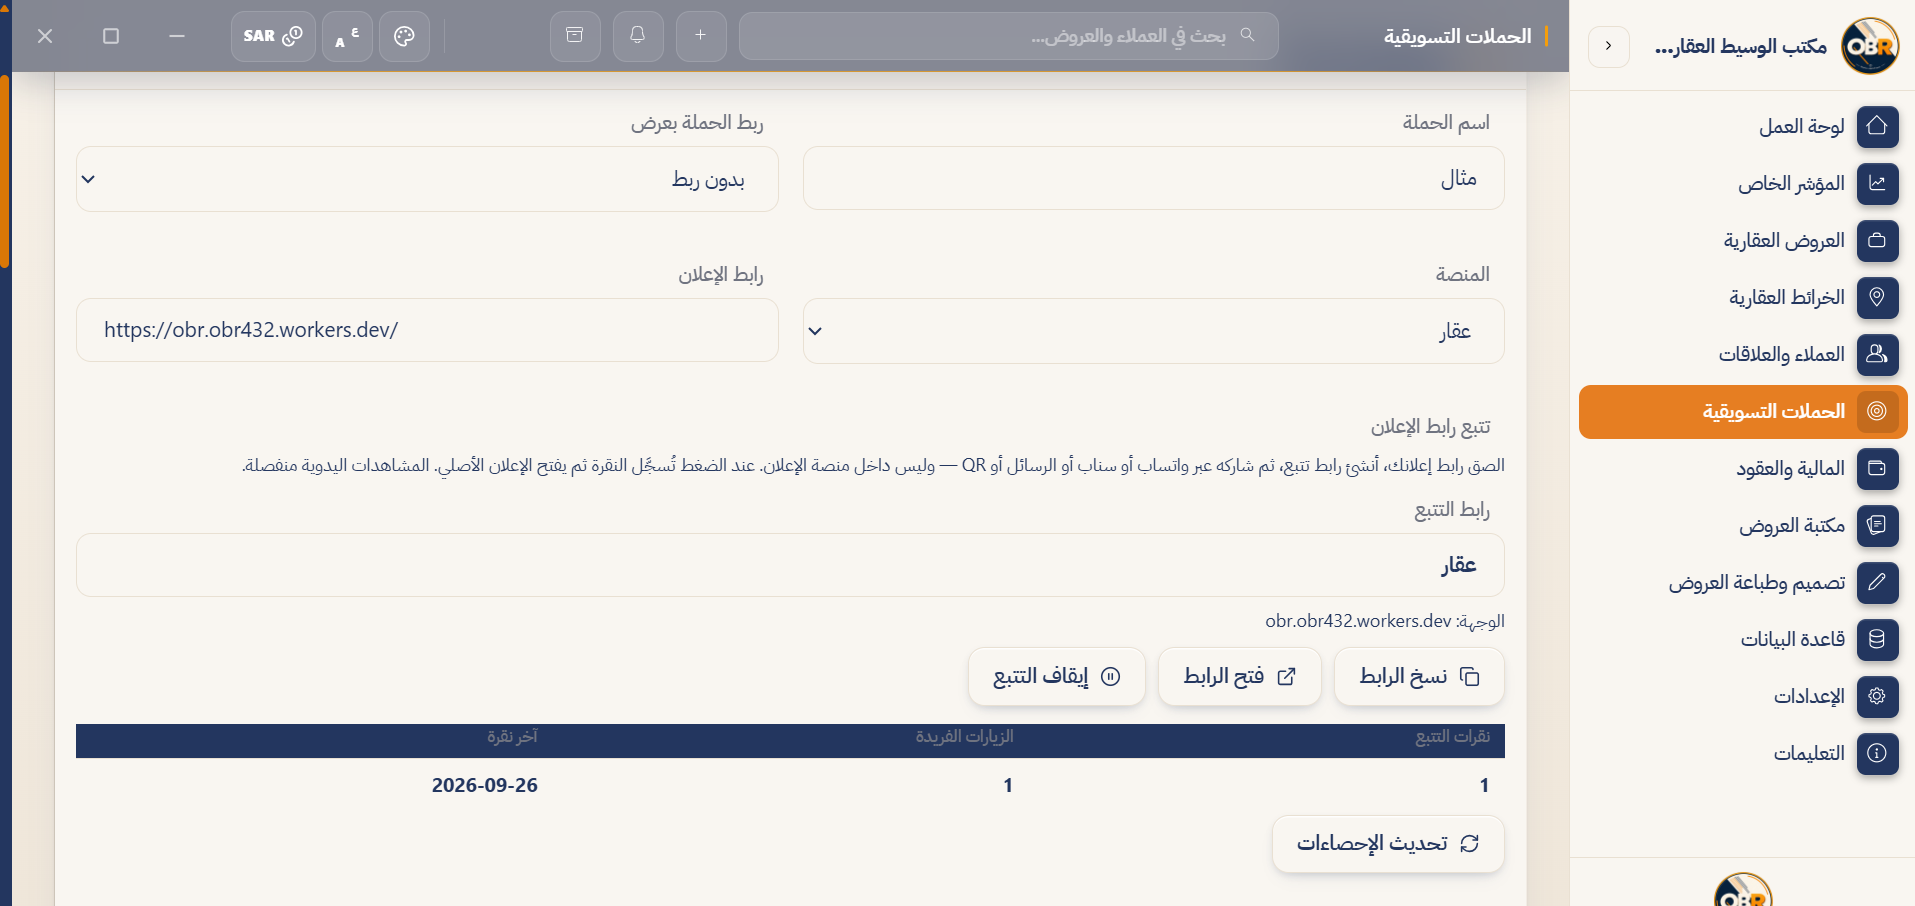 OBR
مكتب الوسيط العقار...
لوحة العمل
المؤشر الخاص
العروض العقارية
الخرائط العقارية
العملاء والعلاقات
الحملات التسويقية
المالية والعقود
مكتبة العروض
تصميم وطباعة العروض
قاعدة البيانات
الإعدادات
التعليمات
OBR
الحملات التسويقية
بحث في العملاء والعروض...
ع A
SAR
اسم الحملة
مثال
ربط الحملة بعرض
بدون ربط
المنصة
عقار
رابط الإعلان
https://obr.obr432.workers.dev/
تتبع رابط الإعلان
الصق رابط إعلانك، أنشئ رابط تتبع، ثم شاركه عبر واتساب أو سناب أو الرسائل أو QR — وليس داخل منصة الإعلان. عند الضغط تُسجَّل النقرة ثم يفتح الإعلان الأصلي. المشاهدات اليدوية منفصلة.
رابط التتبع
عقار
الوجهة: obr.obr432.workers.dev
نسخ الرابط
فتح الرابط
إيقاف التتبع
نقرات التتبع الزيارات الفريدة آخر نقرة
1 1 2026-09-26
تحديث الإحصاءات